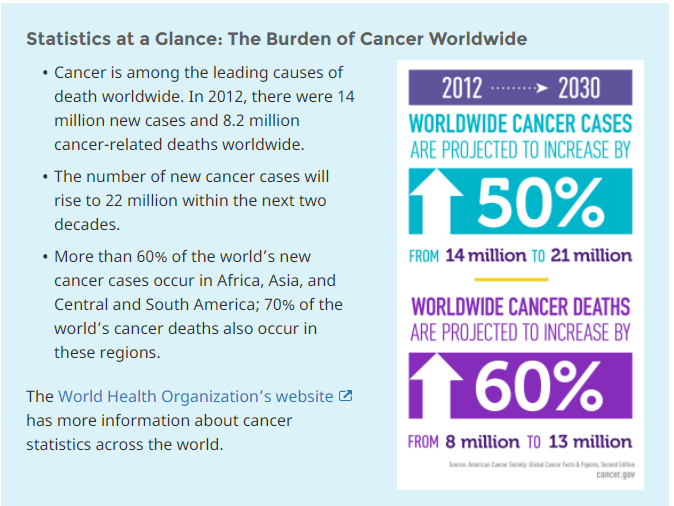 Statistics at a Glance: The Burden of Cancer Worldwide
• Cancer is among the leading causes of
death worldwide. In 2012, there were 14
million new cases and 8.2 million
cancer-related deaths worldwide.
• The number of new cancer cases will
rise to 22 million within the next two
decades.
• More than 60% of the world's new
cancer cases occur in Africa, Asia, and
Central and South America; 70% of the
world's cancer deaths also occur in
these regions.
The World Health Organization's website
has more information about cancer
statistics across the world.
2012 2030
WORLDWIDE CANCER CASES
ARE PROJECTED TO INCREASE BY
50%
FROM 14 million TO 21 million
WORLDWIDE CANCER DEATHS
ARE PROJECTED TO INCREASE BY
60%
FROM 8 million TO 13 million
Source: American Cancer Society: Global Cancer Facts & Figures, Second Edition
cancer.gov